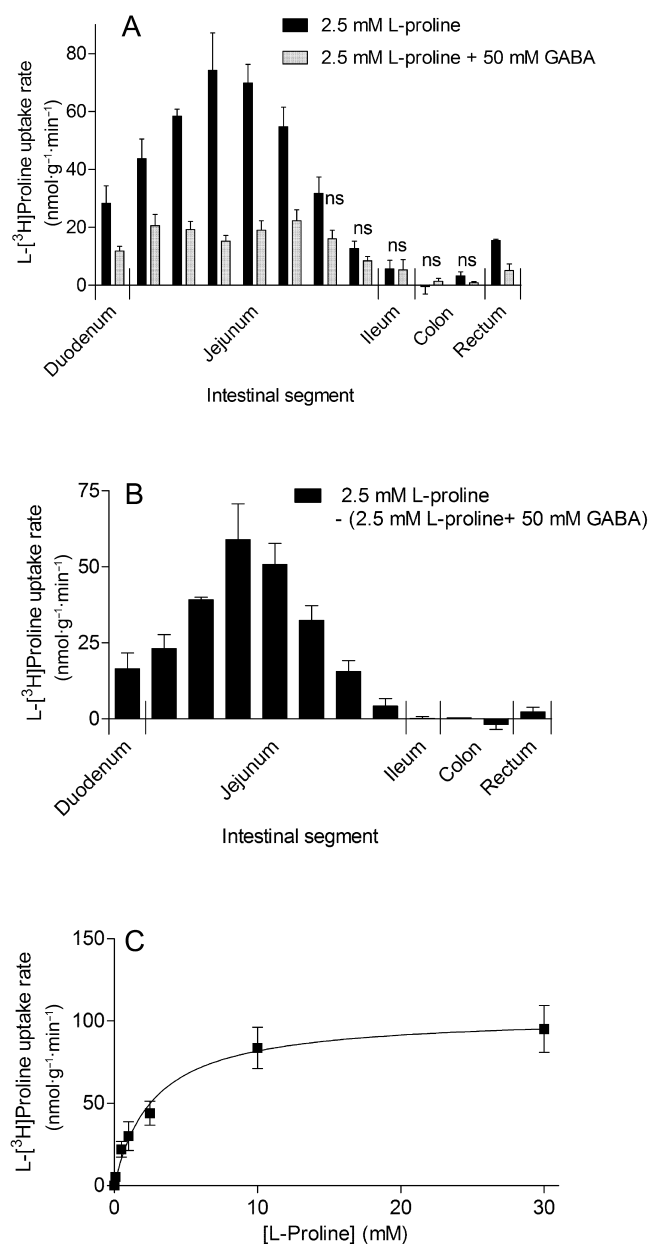 A
2.5 mM L-proline
2.5 mM L-proline + 50 mM GABA
L-[³H]Proline uptake rate
(nmol·g⁻¹·min⁻¹)
80
60
40
20
0
ns
ns
ns
ns
ns
Duodenum
Jejunum
Ileum
Colon
Rectum
Intestinal segment
B
2.5 mM L-proline
- (2.5 mM L-proline+ 50 mM GABA)
L-[³H]Proline uptake rate
(nmol·g⁻¹·min⁻¹)
75
50
25
0
Duodenum
Jejunum
Ileum
Colon
Rectum
Intestinal segment
C
L-[³H]Proline uptake rate
(nmol·g⁻¹·min⁻¹)
150
100
50
0
0 10 20 30
[L-Proline] (mM)